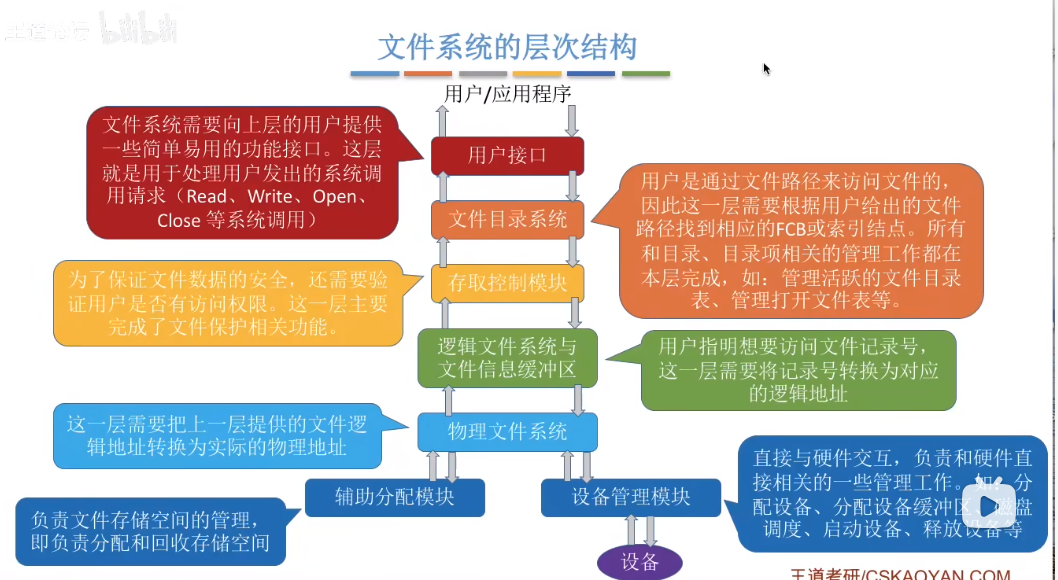 bilibili
文件系统的层次结构
用户/应用程序
文件系统需要向上层的用户提供
一些简单易用的功能接口。这层
就是用于处理用户发出的系统调
用请求（Read、Write、Open、
Close 等系统调用）
用户接口
用户是通过文件路径来访问文件的，
因此这一层需要根据用户给出的文件
路径找到相应的FCB或索引结点。所有
和目录、目录项相关的管理工作都在
本层完成，如：管理活跃的文件目录
表、管理打开文件表等。
文件目录系统
为了保证文件数据的安全，还需要验
证用户是否有访问权限。这一层主要
完成了文件保护相关功能。
存取控制模块
逻辑文件系统与
文件信息缓冲区
用户指明想要访问文件记录号，
这一层需要将记录号转换为对应
的逻辑地址
这一层需要把上一层提供的文件逻
辑地址转换为实际的物理地址
物理文件系统
直接与硬件交互，负责和硬件直
接相关的一些管理工作。如：分
配设备、分配设备缓冲区、磁盘
调度、启动设备、释放设备等
辅助分配模块
设备管理模块
负责文件存储空间的管理，
即负责分配和回收存储空间
设备
王道考研/CSKAOYAN.COM